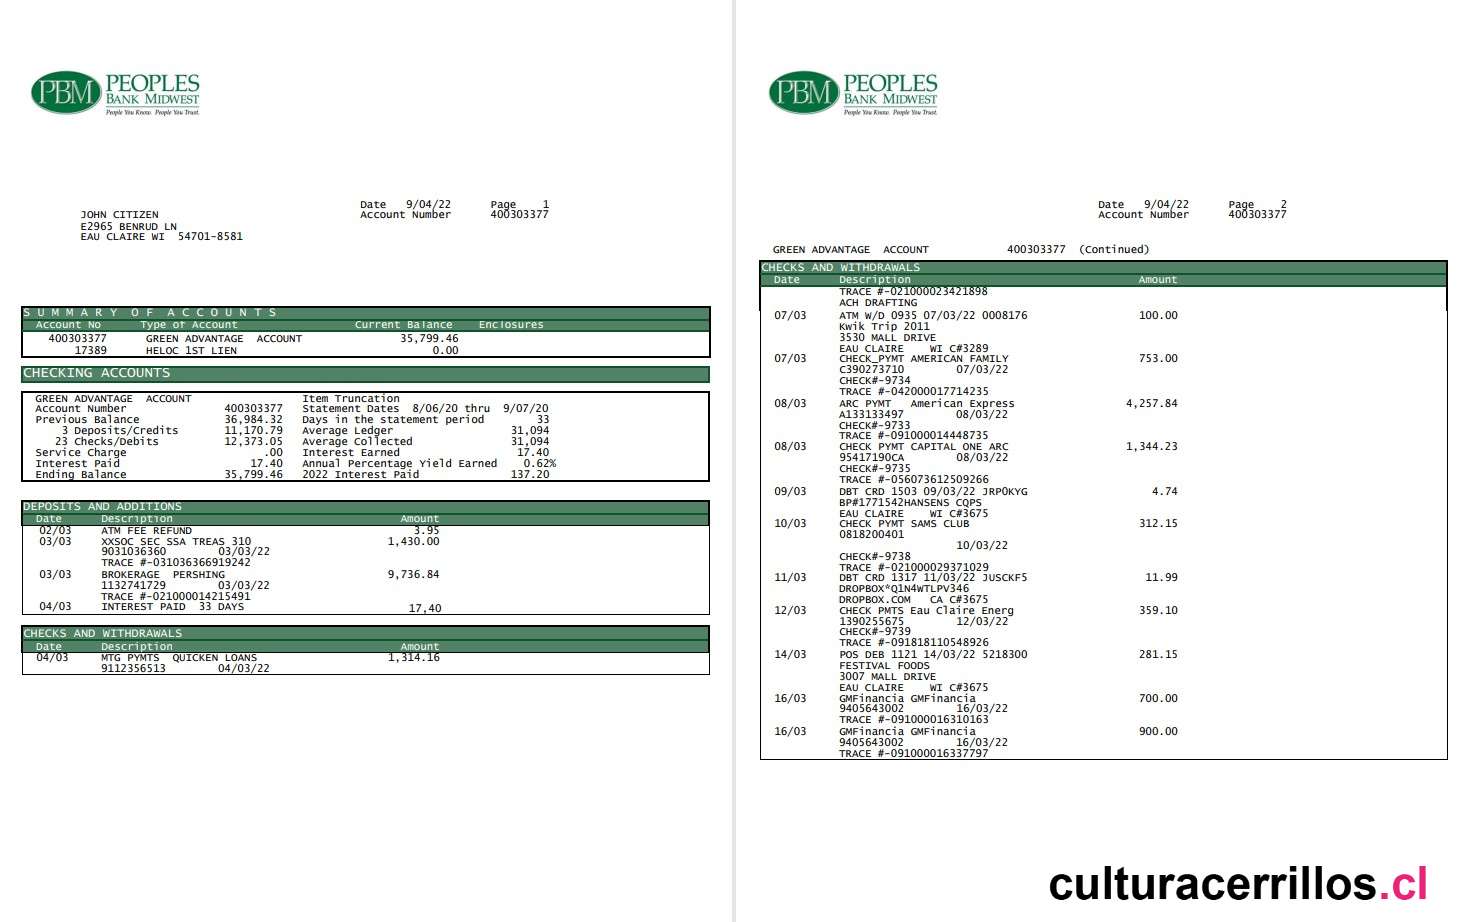 PBM PEOPLES
BANK MIDWEST
People You Know. People You Trust.
Date 9/04/22 Page 1
JOHN CITIZEN Account Number 400303377
E2965 BENRUD LN
EAU CLAIRE WI 54701-8581
SUMMARY OF ACCOUNTS
Account No Type of Account Current Balance Enclosures
400303377 GREEN ADVANTAGE ACCOUNT 35,799.46
17389 HELOC 1ST LIEN 0.00
CHECKING ACCOUNTS
GREEN ADVANTAGE ACCOUNT Item Truncation
Account Number 400303377 Statement Dates 8/06/20 thru 9/07/20
Previous Balance 36,984.32 Days in the statement period 33
3 Deposits/Credits 11,170.79 Average Ledger 31,094
23 Checks/Debits 12,373.05 Average Collected 31,094
Service Charge .00 Interest Earned 17.40
Interest Paid 17.40 Annual Percentage Yield Earned 0.62%
Ending Balance 35,799.46 2022 Interest Paid 137.20
DEPOSITS AND ADDITIONS
Date Description Amount
02/03 ATM FEE REFUND 3.95
03/03 XXSOC SEC SSA TREAS 310 1,430.00
9031036360 03/03/22
TRACE #-031036366919242
03/03 BROKERAGE PERSHING 9,736.84
1132741729 03/03/22
TRACE #-021000014215491
04/03 INTEREST PAID 33 DAYS 17,40
CHECKS AND WITHDRAWALS
Date Description Amount
04/03 MTG PYMTS QUICKEN LOANS 1,314.16
9112356513 04/03/22
PBM PEOPLES
BANK MIDWEST
People You Know. People You Trust.
Date 9/04/22 Page 2
Account Number 400303377
GREEN ADVANTAGE ACCOUNT 400303377 (Continued)
CHECKS AND WITHDRAWALS
Date Description Amount
TRACE #-021000023421898
ACH DRAFTING
07/03 ATM W/D 0935 07/03/22 0008176 100.00
Kwik Trip 2011
3530 MALL DRIVE
EAU CLAIRE WI C#3289
07/03 CHECK_PYMT AMERICAN FAMILY 753.00
C390273710 07/03/22
CHECK#-9734
TRACE #-042000017714235
08/03 ARC PYMT American Express 4,257.84
A133133497 08/03/22
CHECK#-9733
TRACE #-091000014448735
08/03 CHECK PYMT CAPITAL ONE ARC 1,344.23
95417190CA 08/03/22
CHECK#-9735
TRACE #-056073612509266
09/03 DBT CRD 1503 09/03/22 JRP0KYG 4.74
BP#1771542HANSENS CQPS
EAU CLAIRE WI C#3675
10/03 CHECK PYMT SAMS CLUB 312.15
0818200401
10/03/22
CHECK#-9738
TRACE #-021000029371029
11/03 DBT CRD 1317 11/03/22 JUSCKF5 11.99
DROPBOX*Q1N4WTLPV346
DROPBOX.COM CA C#3675
12/03 CHECK PMTS Eau Claire Energ 359.10
1390255675 12/03/22
CHECK#-9739
TRACE #-091818110548926
14/03 POS DEB 1121 14/03/22 5218300 281.15
FESTIVAL FOODS
3007 MALL DRIVE
EAU CLAIRE WI C#3675
16/03 GMFinancia GMFinancia 700.00
9405643002 16/03/22
TRACE #-091000016310163
16/03 GMFinancia GMFinancia 900.00
9405643002 16/03/22
TRACE #-091000016337797
culturacerrillos.cl